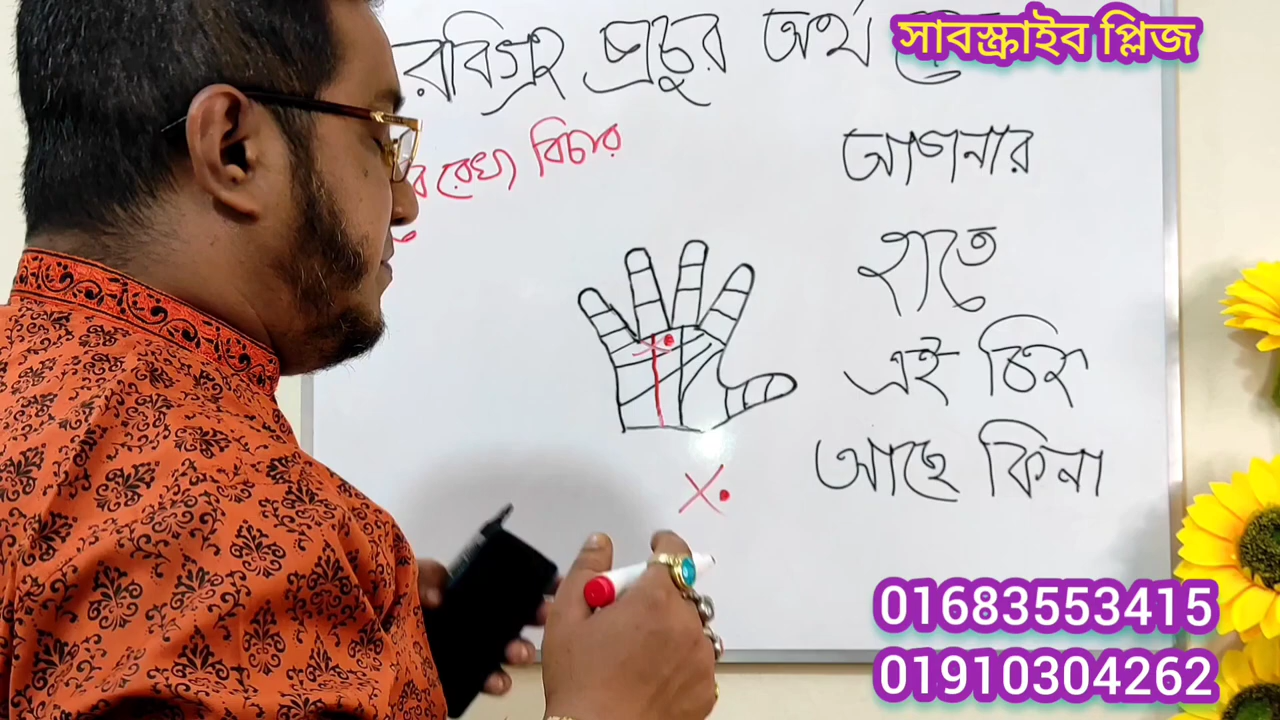 রবিগ্রহ প্রচুর অর্থ
সাবস্ক্রাইব প্লিজ
রেখা বিচার
আপনার
হাতে
এই চিহ্ন
আছে কিনা
X
01683553415
01910304262